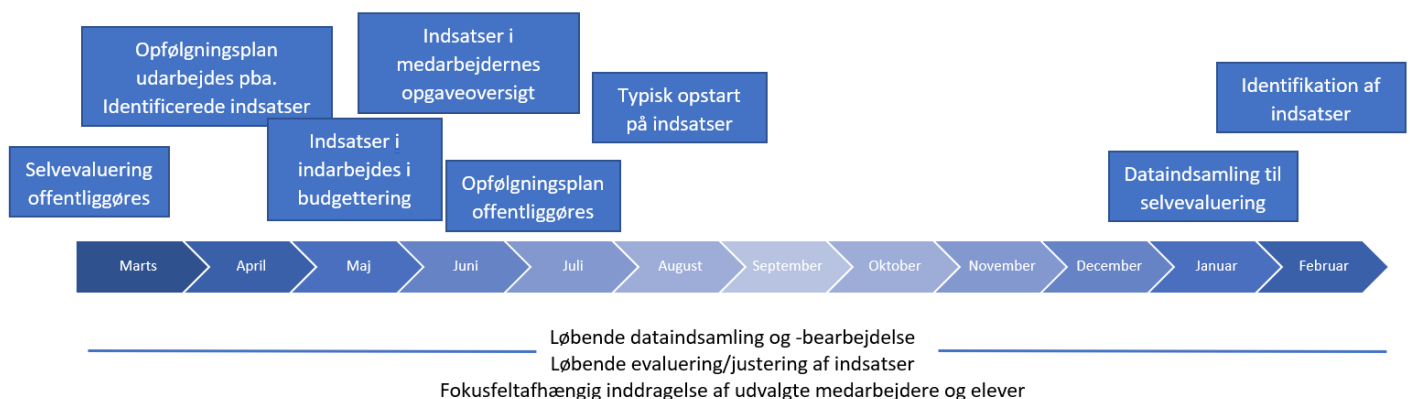 Selvevaluering
offentliggøres
Opfølgningsplan
udarbejdes pba.
Identificerede indsatser
Indsatser i
indarbejdes i
budgettering
Indsatser i
medarbejdernes
opgaveoversigt
Opfølgningsplan
offentliggøres
Typisk opstart
på indsatser
Dataindsamling til
selvevaluering
Identifikation af
indsatser
Marts
April
Maj
Juni
Juli
August
September
Oktober
November
December
Januar
Februar
Løbende dataindsamling og -bearbejdelse
Løbende evaluering/justering af indsatser
Fokusfeltafhængig inddragelse af udvalgte medarbejdere og elever